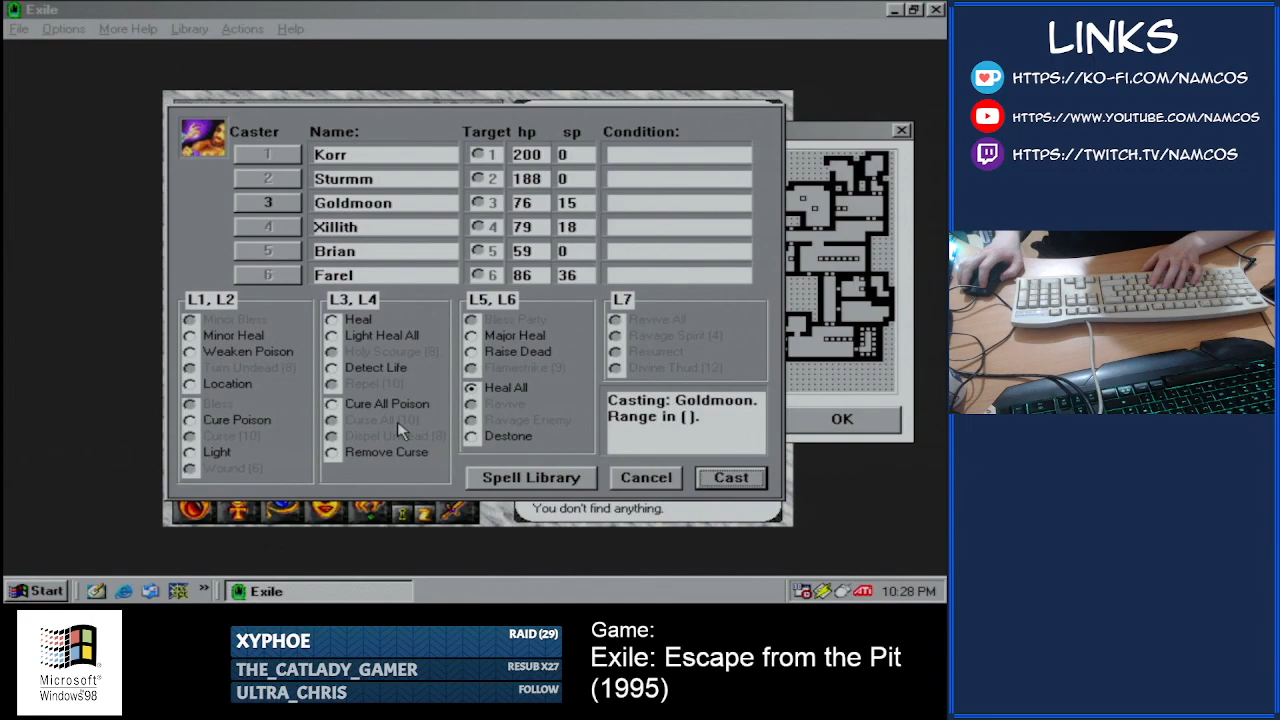 Exile
File Options More Help Library Actions Help
Caster Name: Target hp sp Condition:
1 Korr 1 200 0
2 Sturmm 2 188 0
3 Goldmoon 3 76 15
4 Xillith 4 79 18
5 Brian 5 59 0
6 Farel 6 86 36
L1, L2
Minor Bless
Minor Heal
Weaken Poison
Turn Undead (8)
Location
Bless
Cure Poison
Curse (10)
Light
Wound (6)
L3, L4
Heal
Light Heal All
Holy Scourge (8)
Detect Life
Repel (10)
Cure All Poison
Curse All (10)
Dispel Undead (8)
Remove Curse
L5, L6
Bless Party
Major Heal
Raise Dead
Flamestrike (9)
Heal All
Revive
Ravage Enemy
Destone
L7
Revive All
Ravage Spirit (4)
Resurrect
Divine Thud (12)
Casting: Goldmoon.
Range in ().
Spell Library Cancel Cast
OK
You don't find anything.
Start » Exile 10:28 PM
LINKS
HTTPS://KO-FI.COM/NAMCOS
HTTPS://WWW.YOUTUBE.COM/NAMCOS
HTTPS://TWITCH.TV/NAMCOS
Microsoft
Windows98
XYPHOE RAID (29)
THE_CATLADY_GAMER RESUB X27
ULTRA_CHRIS FOLLOW
Game:
Exile: Escape from the Pit
(1995)